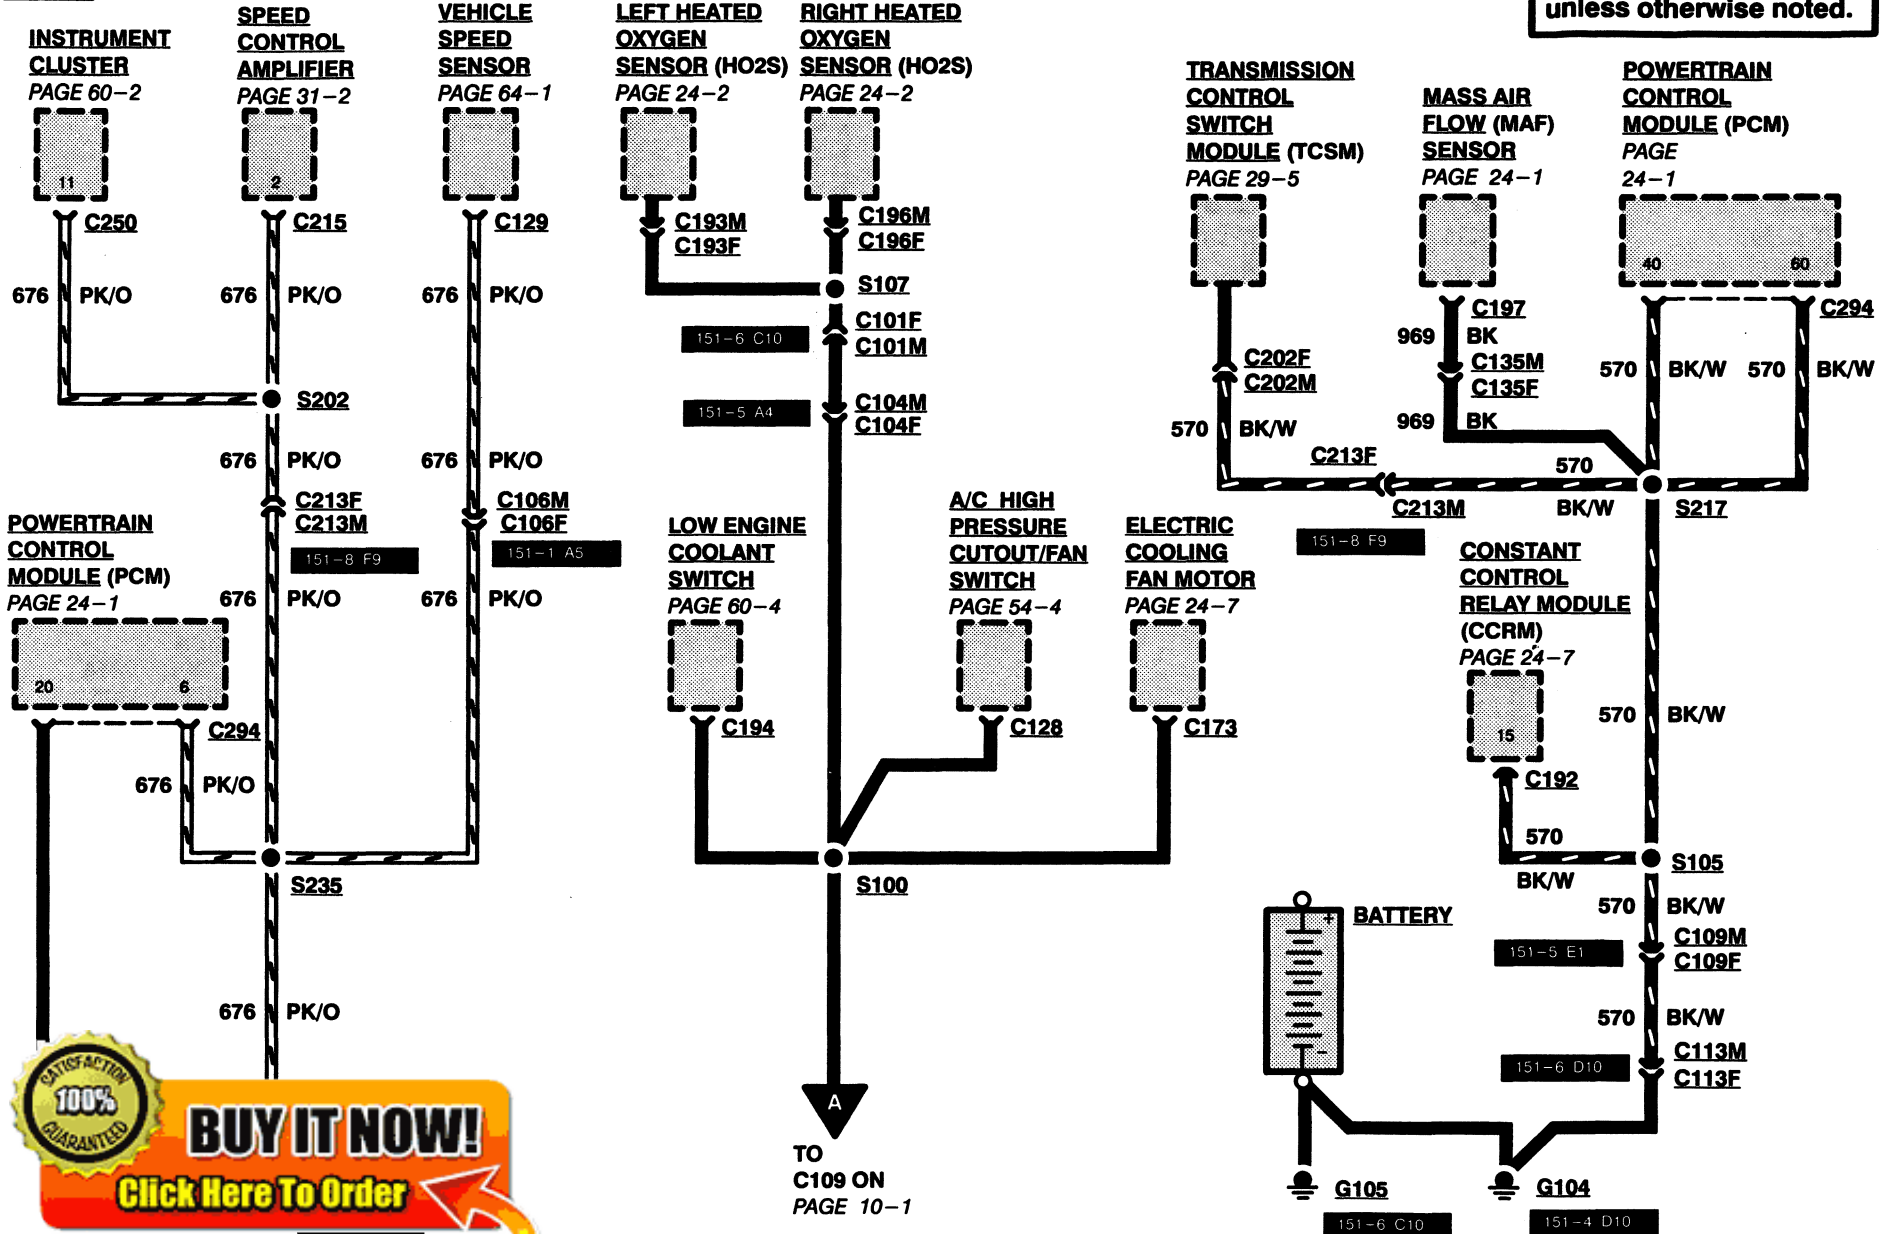 unless otherwise noted.
INSTRUMENT
CLUSTER
PAGE 60-2
11
C250
676 PK/O
SPEED
CONTROL
AMPLIFIER
PAGE 31-2
2
C215
676 PK/O
S202
676 PK/O
C213F
C213M
151-8 F9
676 PK/O
VEHICLE
SPEED
SENSOR
PAGE 64-1
C129
676 PK/O
676 PK/O
C106M
C106F
151-1 A5
676 PK/O
POWERTRAIN
CONTROL
MODULE (PCM)
PAGE 24-1
20 6
C294
676 PK/O
S235
676 PK/O
LEFT HEATED
OXYGEN
SENSOR (HO2S)
PAGE 24-2
C193M
C193F
RIGHT HEATED
OXYGEN
SENSOR (HO2S)
PAGE 24-2
C196M
C196F
S107
C101F
151-6 C10
C101M
151-5 A4
C104M
C104F
LOW ENGINE
COOLANT
SWITCH
PAGE 60-4
C194
A/C HIGH
PRESSURE
CUTOUT/FAN
SWITCH
PAGE 54-4
C128
ELECTRIC
COOLING
FAN MOTOR
PAGE 24-7
C173
S100
A
TO
C109 ON
PAGE 10-1
TRANSMISSION
CONTROL
SWITCH
MODULE (TCSM)
PAGE 29-5
C202F
C202M
570 BK/W
C213F
C213M
151-8 F9
MASS AIR
FLOW (MAF)
SENSOR
PAGE 24-1
C197
969 BK
C135M
C135F
969 BK
570
BK/W
POWERTRAIN
CONTROL
MODULE (PCM)
PAGE
24-1
40 60
C294
570 BK/W 570 BK/W
S217
CONSTANT
CONTROL
RELAY MODULE
(CCRM)
PAGE 24-7
15
C192
570
BK/W
570 BK/W
S105
570 BK/W
151-5 E1
C109M
C109F
570 BK/W
151-6 D10
C113M
C113F
BATTERY
+
-
G105
151-6 C10
G104
151-4 D10
SATISFACTION
100%
GUARANTEED
BUY IT NOW!
Click Here To Order